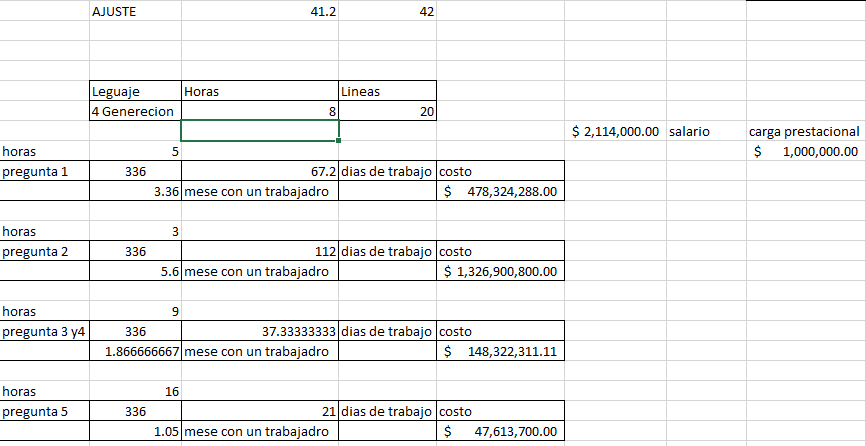 AJUSTE 41.2 42
Leguaje Horas Lineas
4 Generecion 8 20
$ 2,114,000.00 salario carga prestacional
horas 5 $ 1,000,000.00
pregunta 1 336 67.2 dias de trabajo costo
3.36 mese con un trabajadro $ 478,324,288.00
horas 3
pregunta 2 336 112 dias de trabajo costo
5.6 mese con un trabajadro $ 1,326,900,800.00
horas 9
pregunta 3 y4 336 37.33333333 dias de trabajo costo
1.866666667 mese con un trabajadro $ 148,322,311.11
horas 16
pregunta 5 336 21 dias de trabajo costo
1.05 mese con un trabajadro $ 47,613,700.00